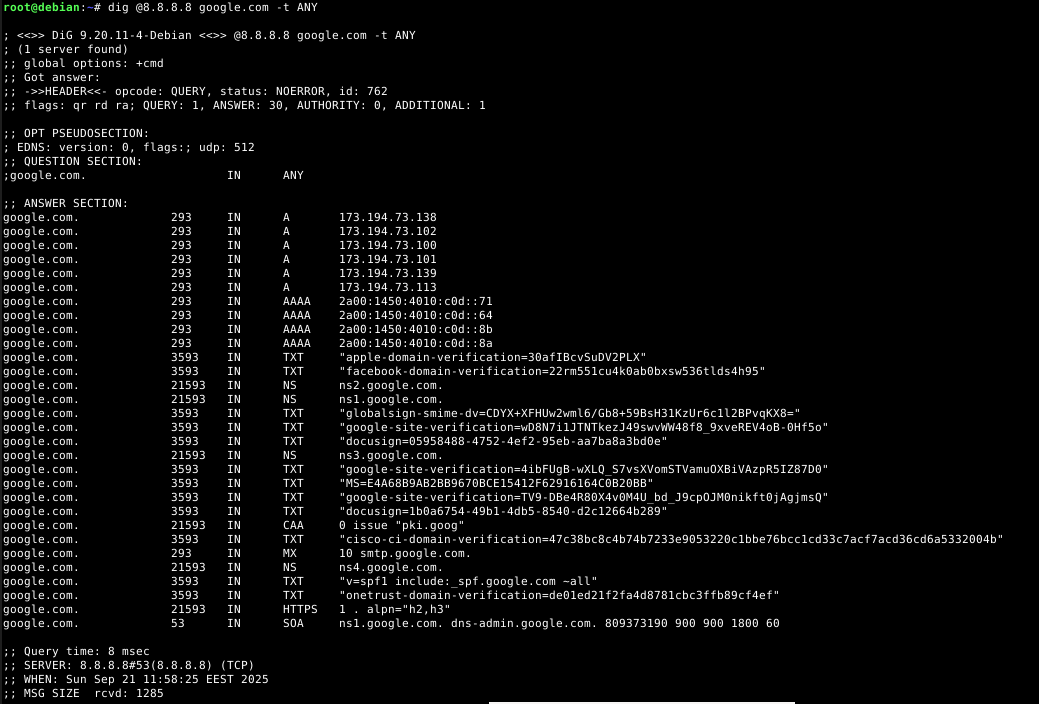 root@debian:~# dig @8.8.8.8 google.com -t ANY

; <<>> DiG 9.20.11-4-Debian <<>> @8.8.8.8 google.com -t ANY
; (1 server found)
;; global options: +cmd
;; Got answer:
;; ->>HEADER<<- opcode: QUERY, status: NOERROR, id: 762
;; flags: qr rd ra; QUERY: 1, ANSWER: 30, AUTHORITY: 0, ADDITIONAL: 1

;; OPT PSEUDOSECTION:
; EDNS: version: 0, flags:; udp: 512
;; QUESTION SECTION:
;google.com. IN ANY

;; ANSWER SECTION:
google.com. 293 IN A 173.194.73.138
google.com. 293 IN A 173.194.73.102
google.com. 293 IN A 173.194.73.100
google.com. 293 IN A 173.194.73.101
google.com. 293 IN A 173.194.73.139
google.com. 293 IN A 173.194.73.113
google.com. 293 IN AAAA 2a00:1450:4010:c0d::71
google.com. 293 IN AAAA 2a00:1450:4010:c0d::64
google.com. 293 IN AAAA 2a00:1450:4010:c0d::8b
google.com. 293 IN AAAA 2a00:1450:4010:c0d::8a
google.com. 3593 IN TXT "apple-domain-verification=30afIBcvSuDV2PLX"
google.com. 3593 IN TXT "facebook-domain-verification=22rm551cu4k0ab0bxsw536tlds4h95"
google.com. 21593 IN NS ns2.google.com.
google.com. 21593 IN NS ns1.google.com.
google.com. 3593 IN TXT "globalsign-smime-dv=CDYX+XFHUw2wml6/Gb8+59BsH31KzUr6c1l2BPvqKX8="
google.com. 3593 IN TXT "google-site-verification=wD8N7i1JTNTkezJ49swvWW48f8_9xveREV4oB-0Hf5o"
google.com. 3593 IN TXT "docusign=05958488-4752-4ef2-95eb-aa7ba8a3bd0e"
google.com. 21593 IN NS ns3.google.com.
google.com. 3593 IN TXT "google-site-verification=4ibFUgB-wXLQ_S7vsXVomSTVamuOXBiVAzpR5IZ87D0"
google.com. 3593 IN TXT "MS=E4A68B9AB2BB9670BCE15412F62916164C0B20BB"
google.com. 3593 IN TXT "google-site-verification=TV9-DBe4R80X4v0M4U_bd_J9cpOJM0nikft0jAgjmsQ"
google.com. 3593 IN TXT "docusign=1b0a6754-49b1-4db5-8540-d2c12664b289"
google.com. 21593 IN CAA 0 issue "pki.goog"
google.com. 3593 IN TXT "cisco-ci-domain-verification=47c38bc8c4b74b7233e9053220c1bbe76bcc1cd33c7acf7acd36cd6a5332004b"
google.com. 293 IN MX 10 smtp.google.com.
google.com. 21593 IN NS ns4.google.com.
google.com. 3593 IN TXT "v=spf1 include:_spf.google.com ~all"
google.com. 3593 IN TXT "onetrust-domain-verification=de01ed21f2fa4d8781cbc3ffb89cf4ef"
google.com. 21593 IN HTTPS 1 . alpn="h2,h3"
google.com. 53 IN SOA ns1.google.com. dns-admin.google.com. 809373190 900 900 1800 60

;; Query time: 8 msec
;; SERVER: 8.8.8.8#53(8.8.8.8) (TCP)
;; WHEN: Sun Sep 21 11:58:25 EEST 2025
;; MSG SIZE rcvd: 1285